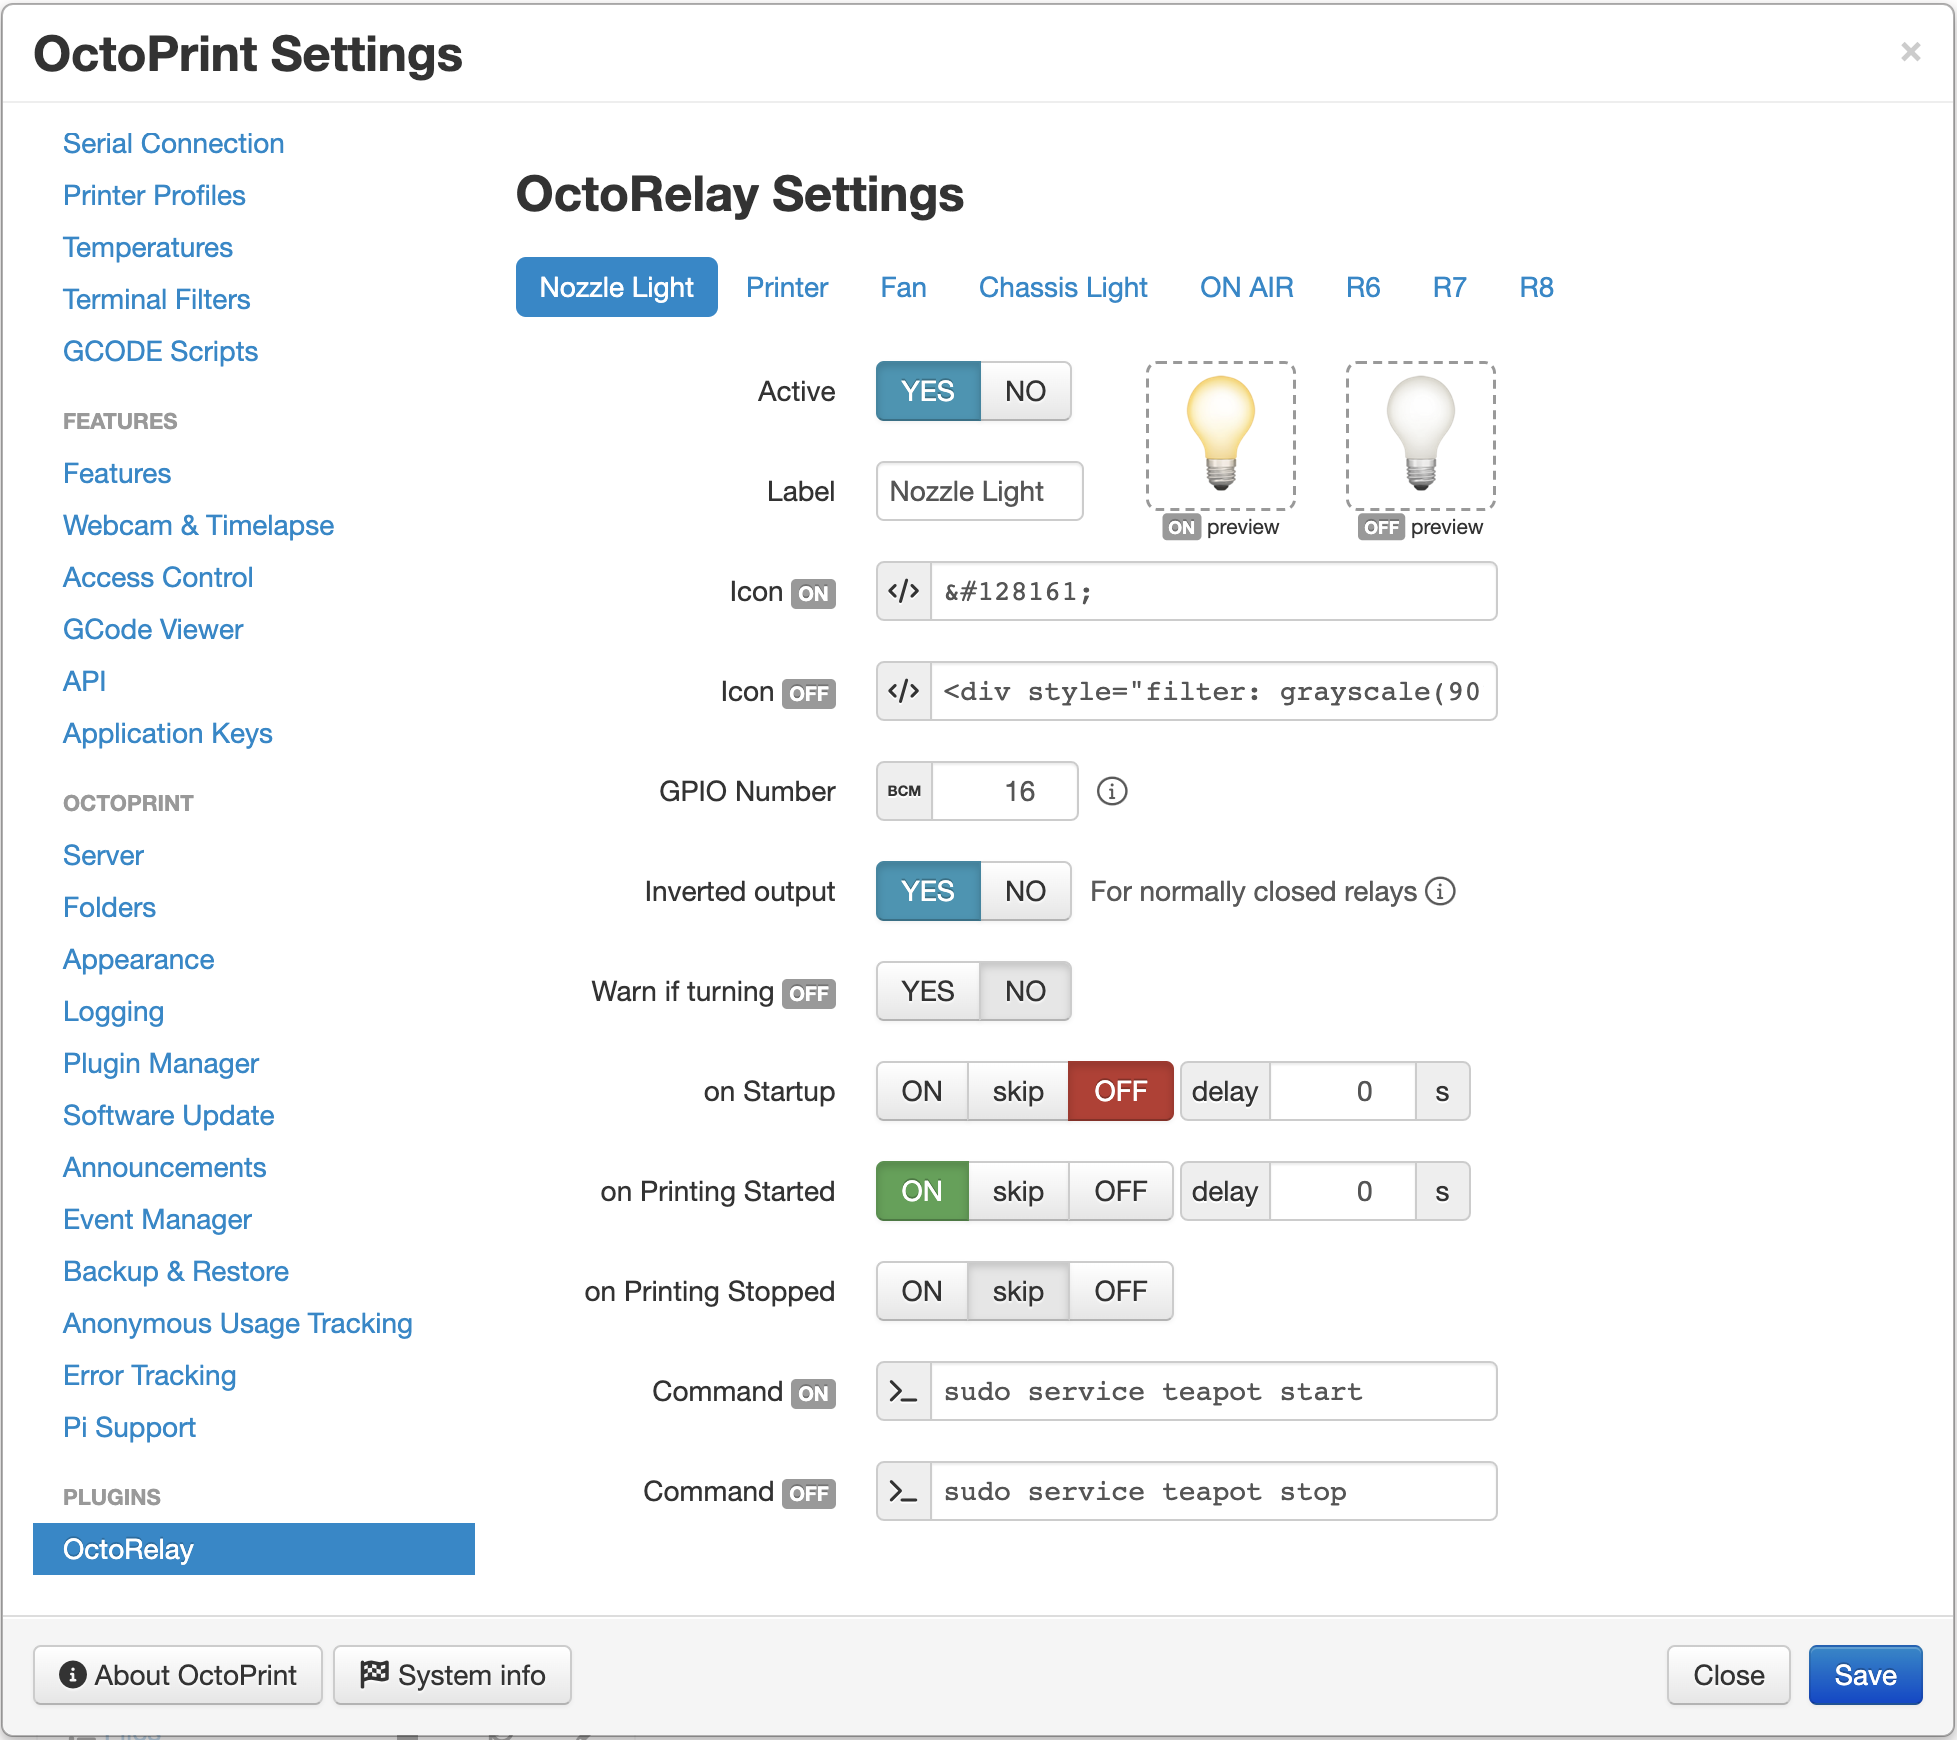 OctoPrint Settings
×
Serial Connection
Printer Profiles
Temperatures
Terminal Filters
GCODE Scripts
FEATURES
Features
Webcam & Timelapse
Access Control
GCode Viewer
API
Application Keys
OCTOPRINT
Server
Folders
Appearance
Logging
Plugin Manager
Software Update
Announcements
Event Manager
Backup & Restore
Anonymous Usage Tracking
Error Tracking
Pi Support
PLUGINS
OctoRelay
OctoRelay Settings
Nozzle Light Printer Fan Chassis Light ON AIR R6 R7 R8
Active YES NO
Label Nozzle Light
ON preview OFF preview
Icon ON </> &#128161;
Icon OFF </> <div style="filter: grayscale(90
GPIO Number BCM 16
Inverted output YES NO For normally closed relays
Warn if turning OFF YES NO
on Startup ON skip OFF delay 0 s
on Printing Started ON skip OFF delay 0 s
on Printing Stopped ON skip OFF
Command ON >_ sudo service teapot start
Command OFF >_ sudo service teapot stop
About OctoPrint System info Close Save